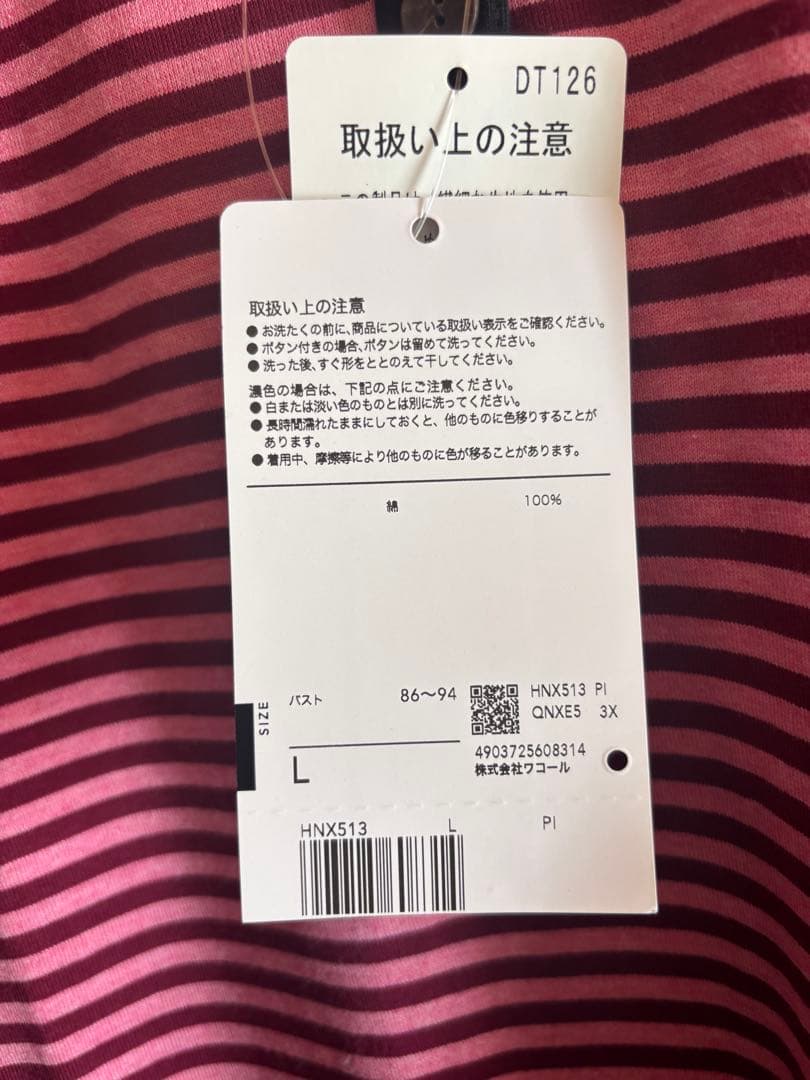 DT126
取扱い上の注意
取扱い上の注意
●お洗たくの前に、商品についている取扱い表示をご確認ください。
●ボタン付きの場合、ボタンは留めて洗ってください。
●洗った後、すぐ形をととのえて干してください。
濃色の場合は、下記の点にご注意ください。
●白または淡い色のものとは別に洗ってください。
●長時間濡れたままにしておくと、他のものに色移りすることが
あります。
●着用中、摩擦等により他のものに色が移ることがあります。
綿 100%
SIZE
バスト 86〜94
L
HNX513 PI
QNXE5 3X
4903725608314
株式会社ワコール
HNX513 L PI